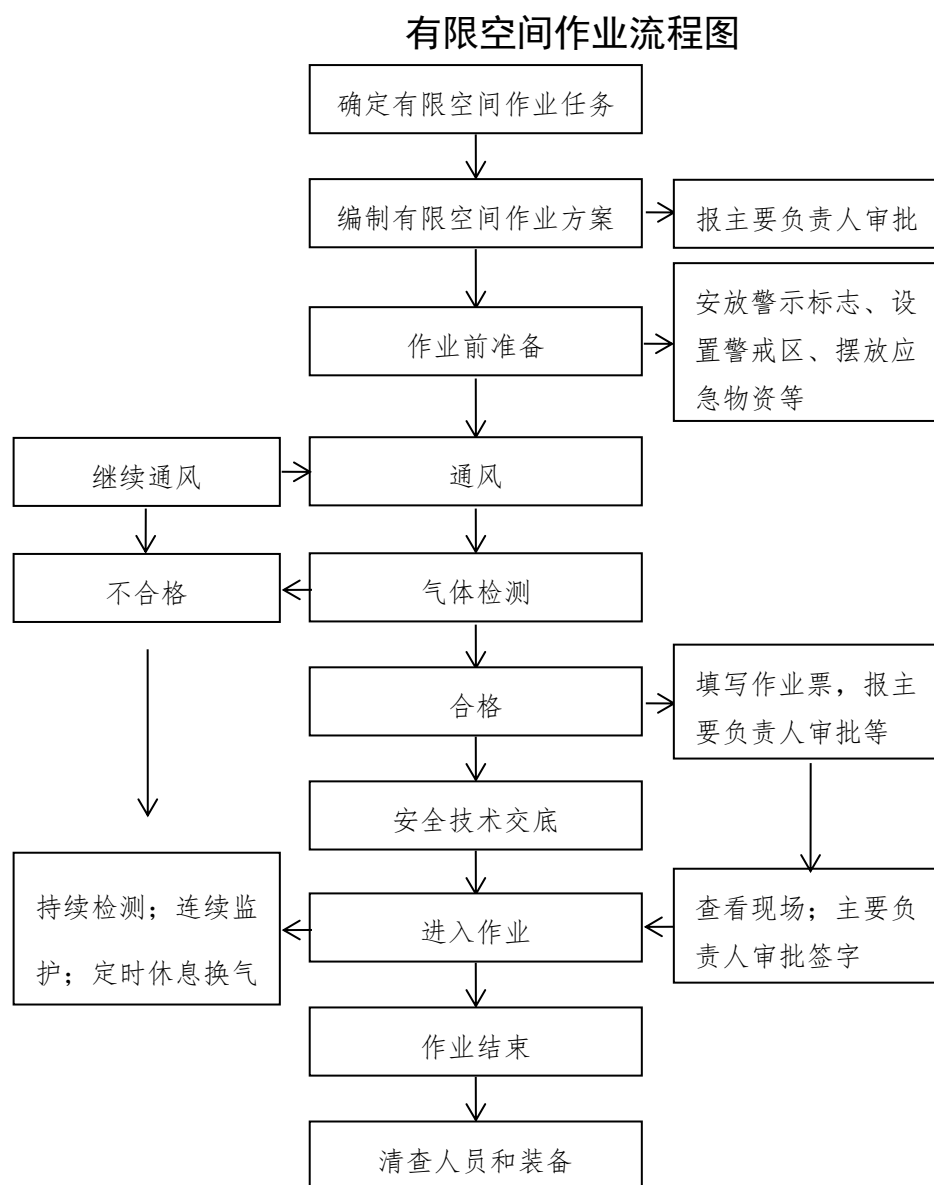 有限空间作业流程图
确定有限空间作业任务
编制有限空间作业方案
报主要负责人审批
作业前准备
安放警示标志、设
置警戒区、摆放应
急物资等
继续通风
通风
不合格
气体检测
合格
填写作业票，报主
要负责人审批等
安全技术交底
持续检测；连续监
护；定时休息换气
进入作业
查看现场；主要负
责人审批签字
作业结束
清查人员和装备